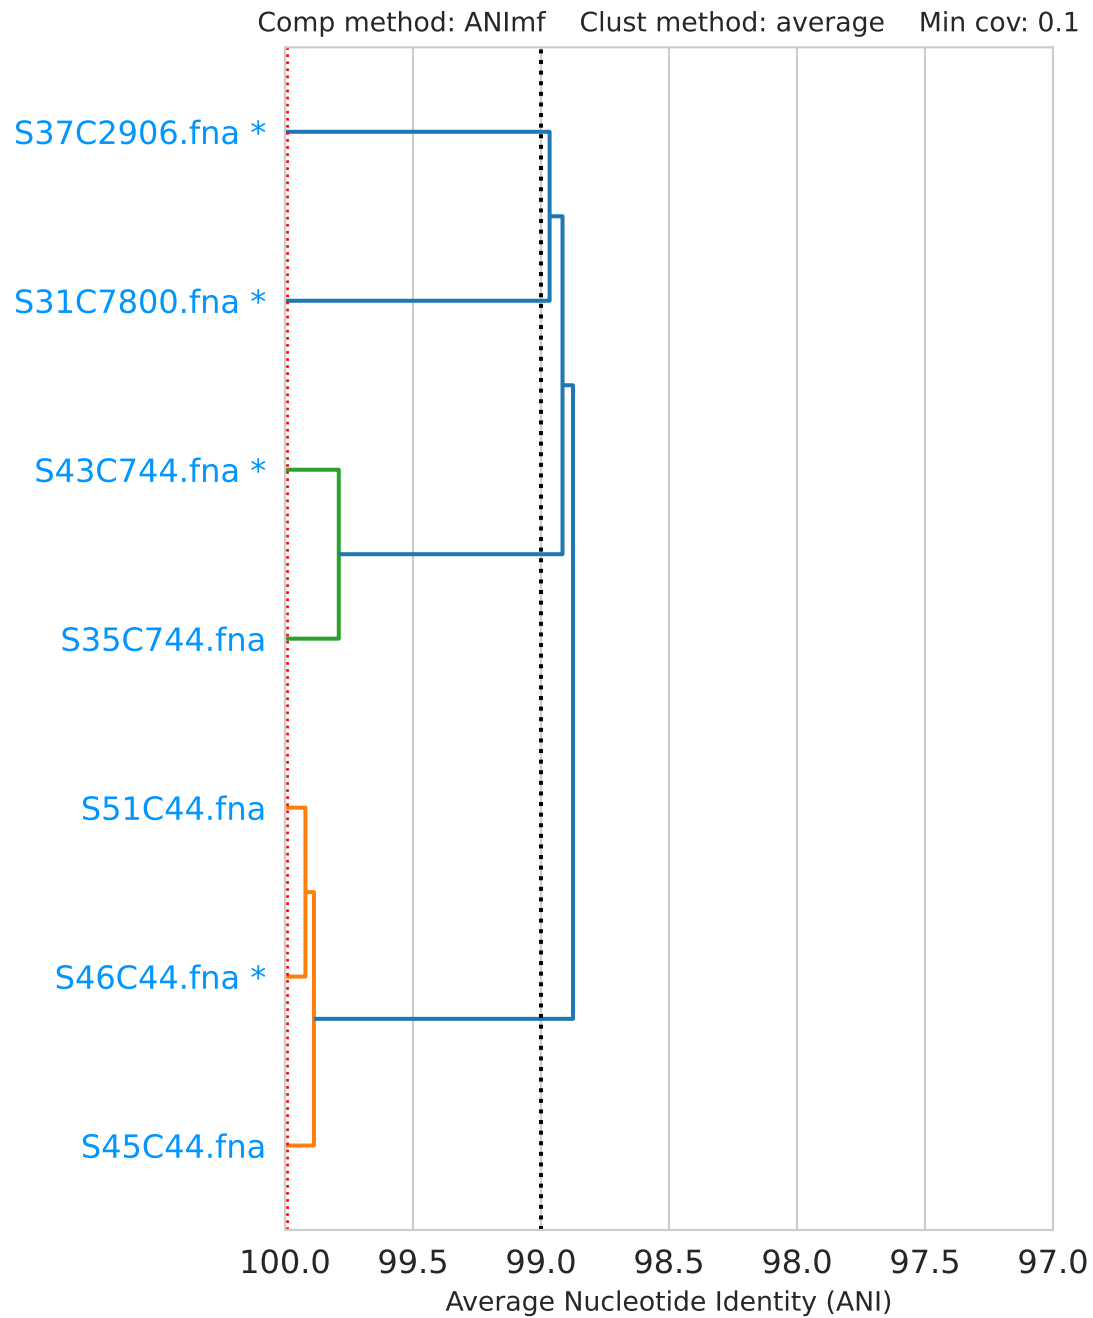 Comp method: ANImf    Clust method: average    Min cov: 0.1
S37C2906.fna *
S31C7800.fna *
S43C744.fna *
S35C744.fna
S51C44.fna
S46C44.fna *
S45C44.fna
100.0 99.5 99.0 98.5 98.0 97.5 97.0
Average Nucleotide Identity (ANI)